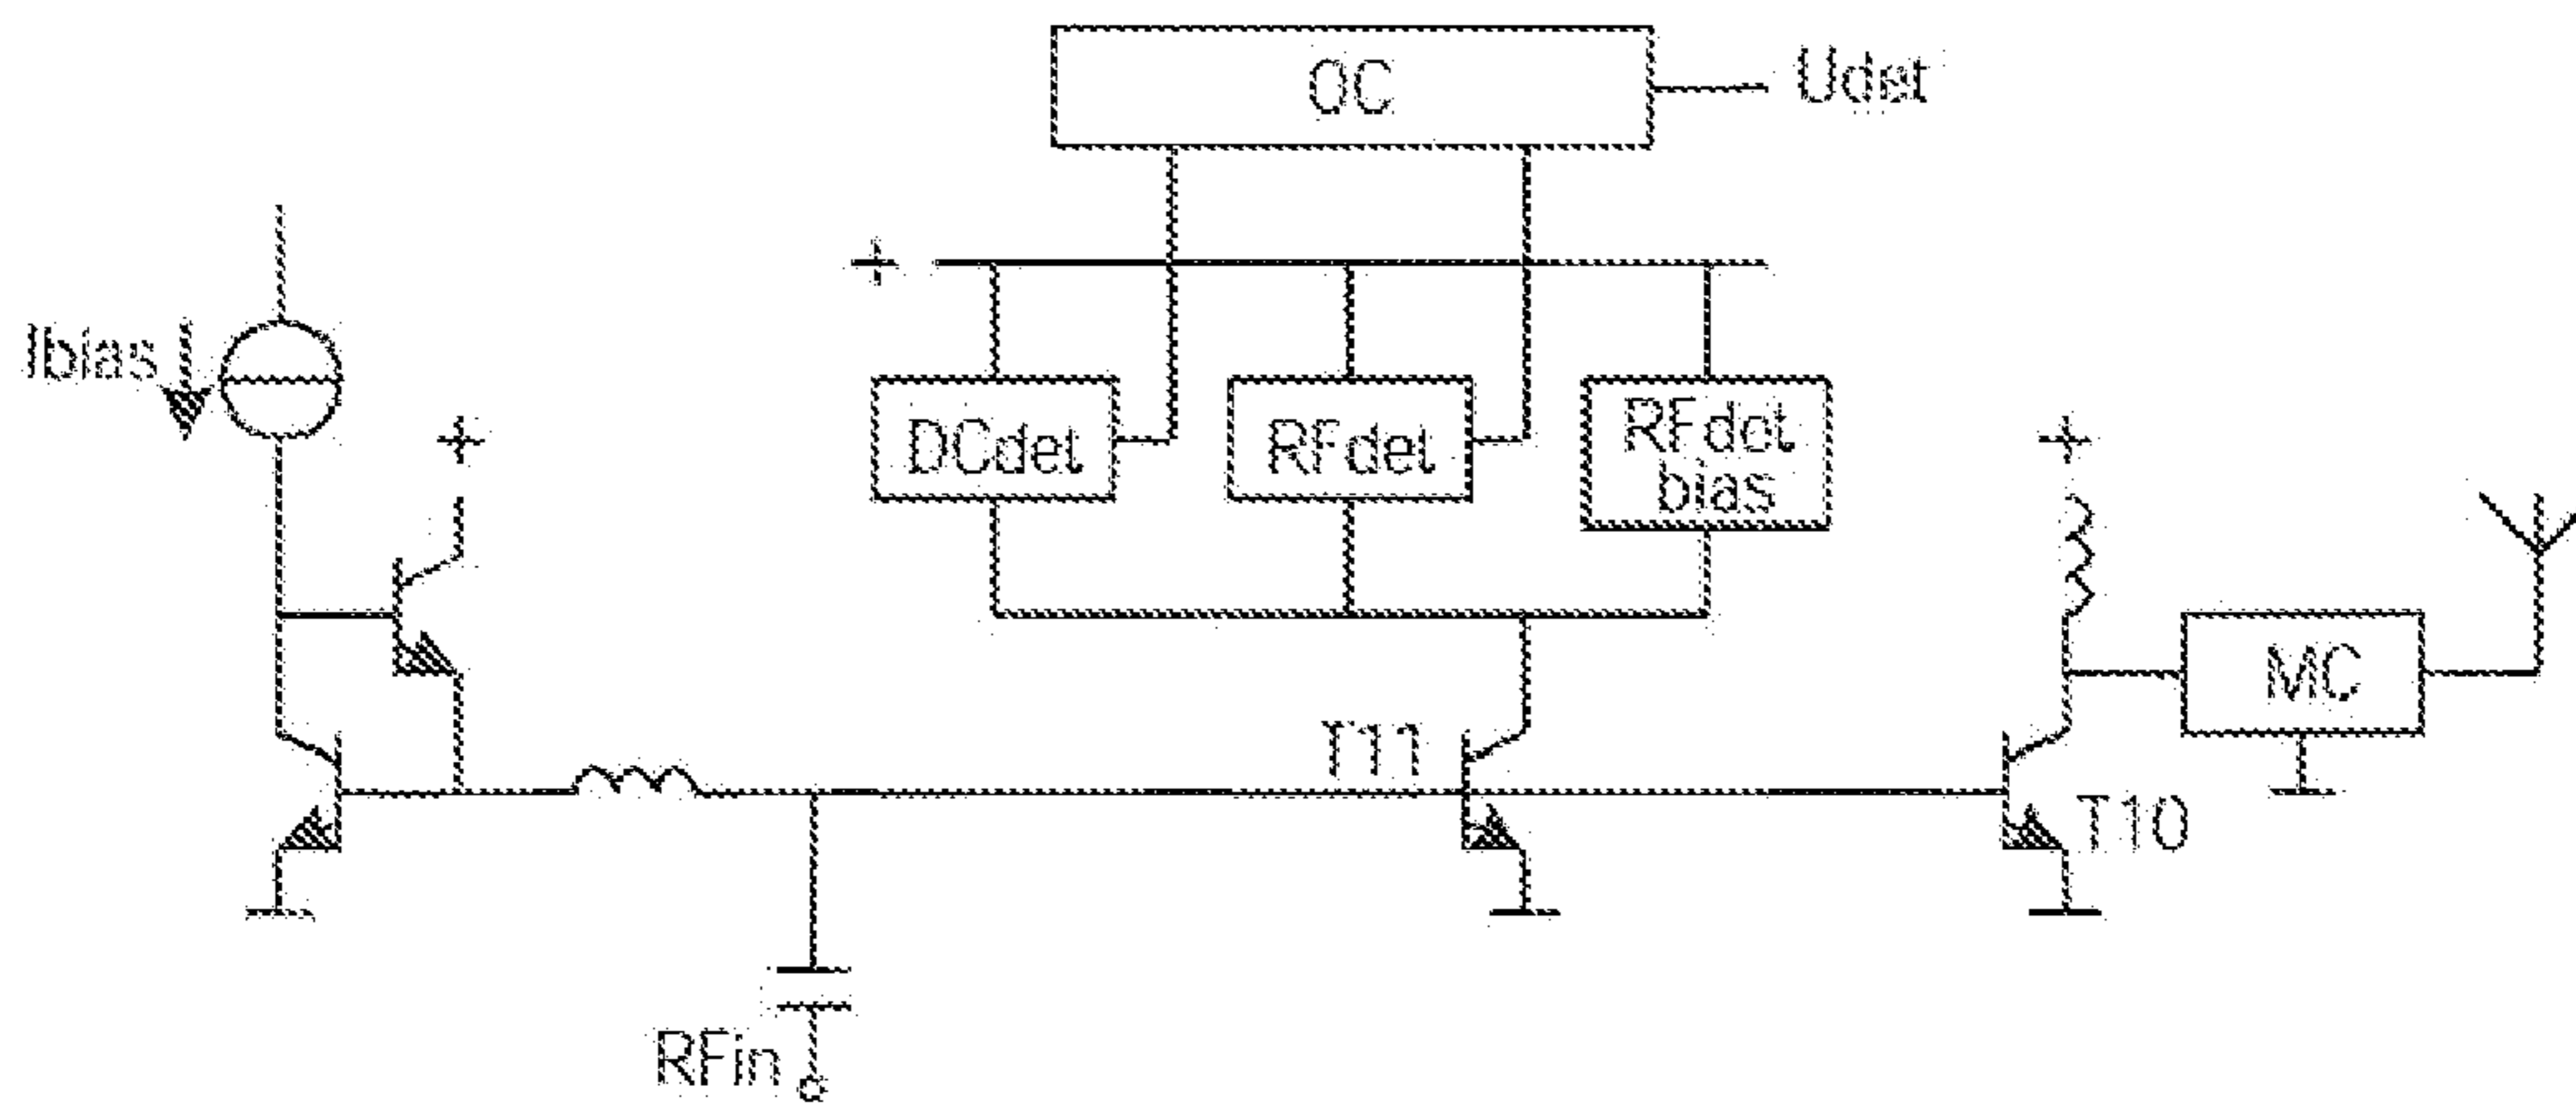 OC
Udet
Ibias
+
+
+
DCdet
RFdet
RFdet
bias
MC
T11
T10
RFin